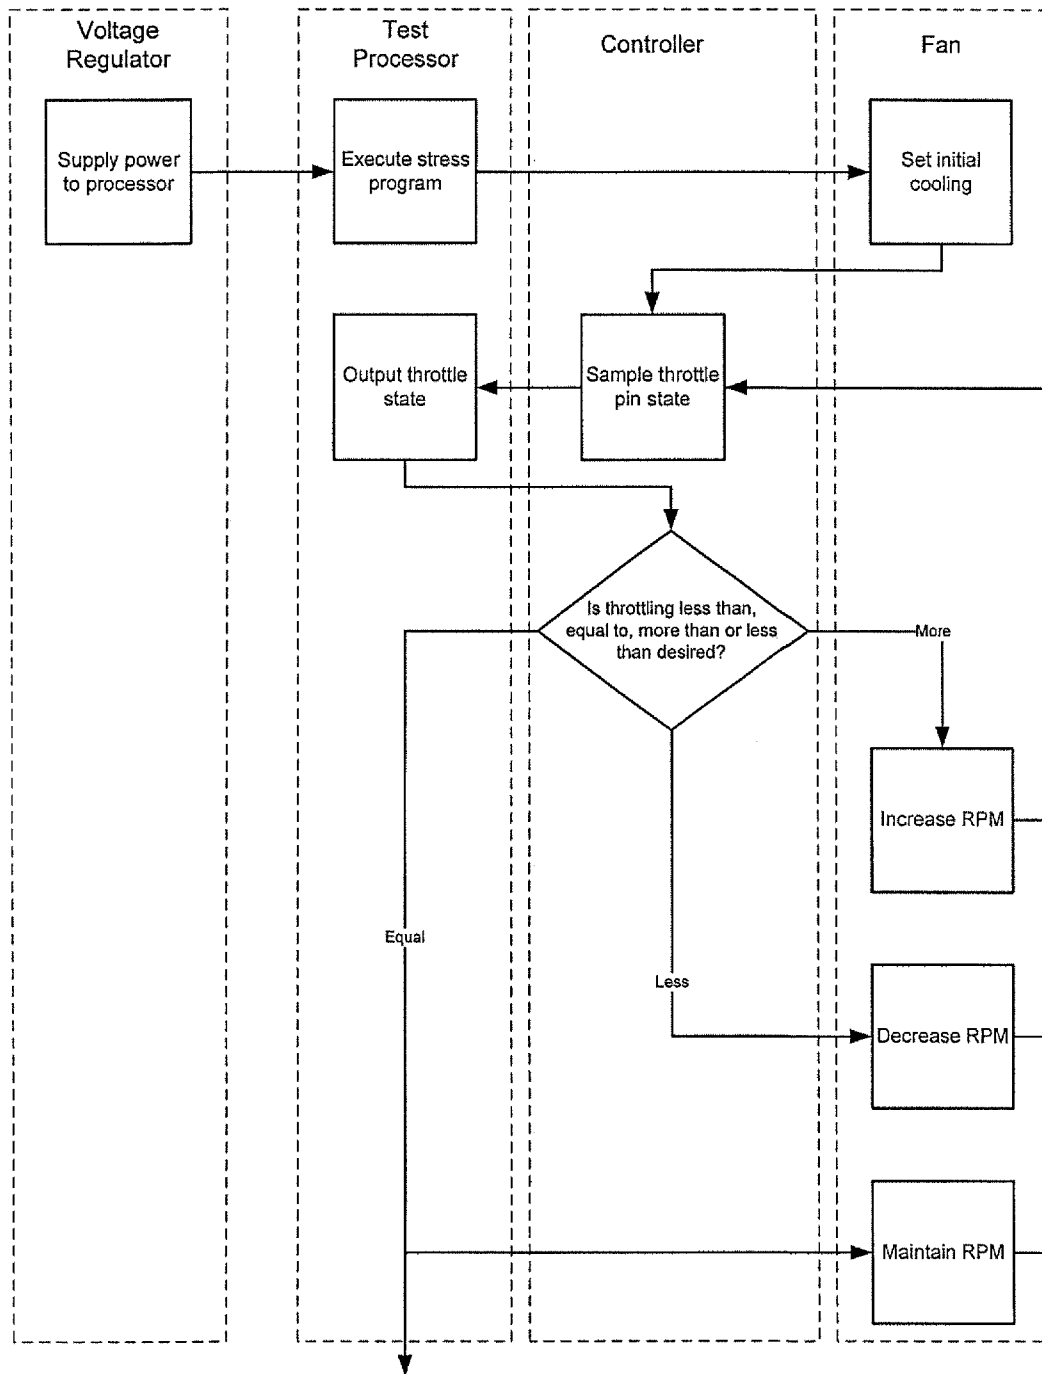 Voltage
Regulator
Test
Processor
Controller
Fan
Supply power
to processor
Execute stress
program
Set initial
cooling
Output throttle
state
Sample throttle
pin state
Is throttling less than,
equal to, more than or less
than desired?
More
Increase RPM
Equal
Less
Decrease RPM
Maintain RPM